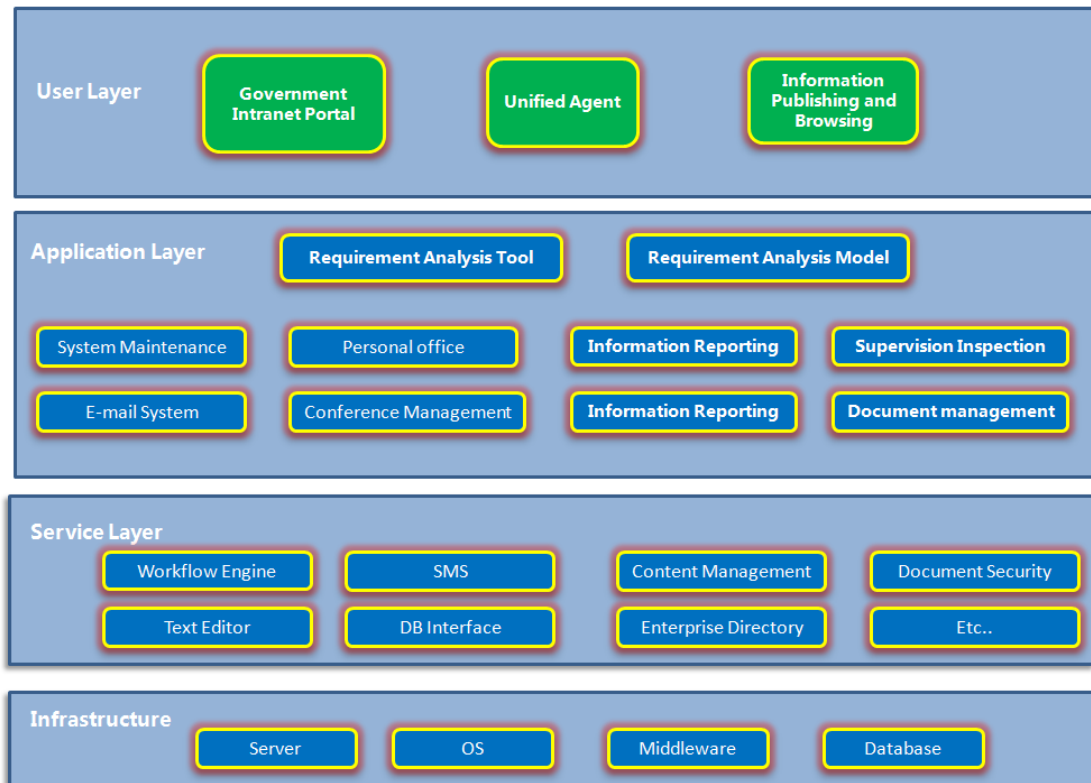 User Layer
Government
Intranet Portal
Unified Agent
Information
Publishing and
Browsing
Application Layer
Requirement Analysis Tool
Requirement Analysis Model
System Maintenance
Personal office
Information Reporting
Supervision Inspection
E-mail System
Conference Management
Information Reporting
Document management
Service Layer
Workflow Engine
SMS
Content Management
Document Security
Text Editor
DB Interface
Enterprise Directory
Etc..
Infrastructure
Server
OS
Middleware
Database